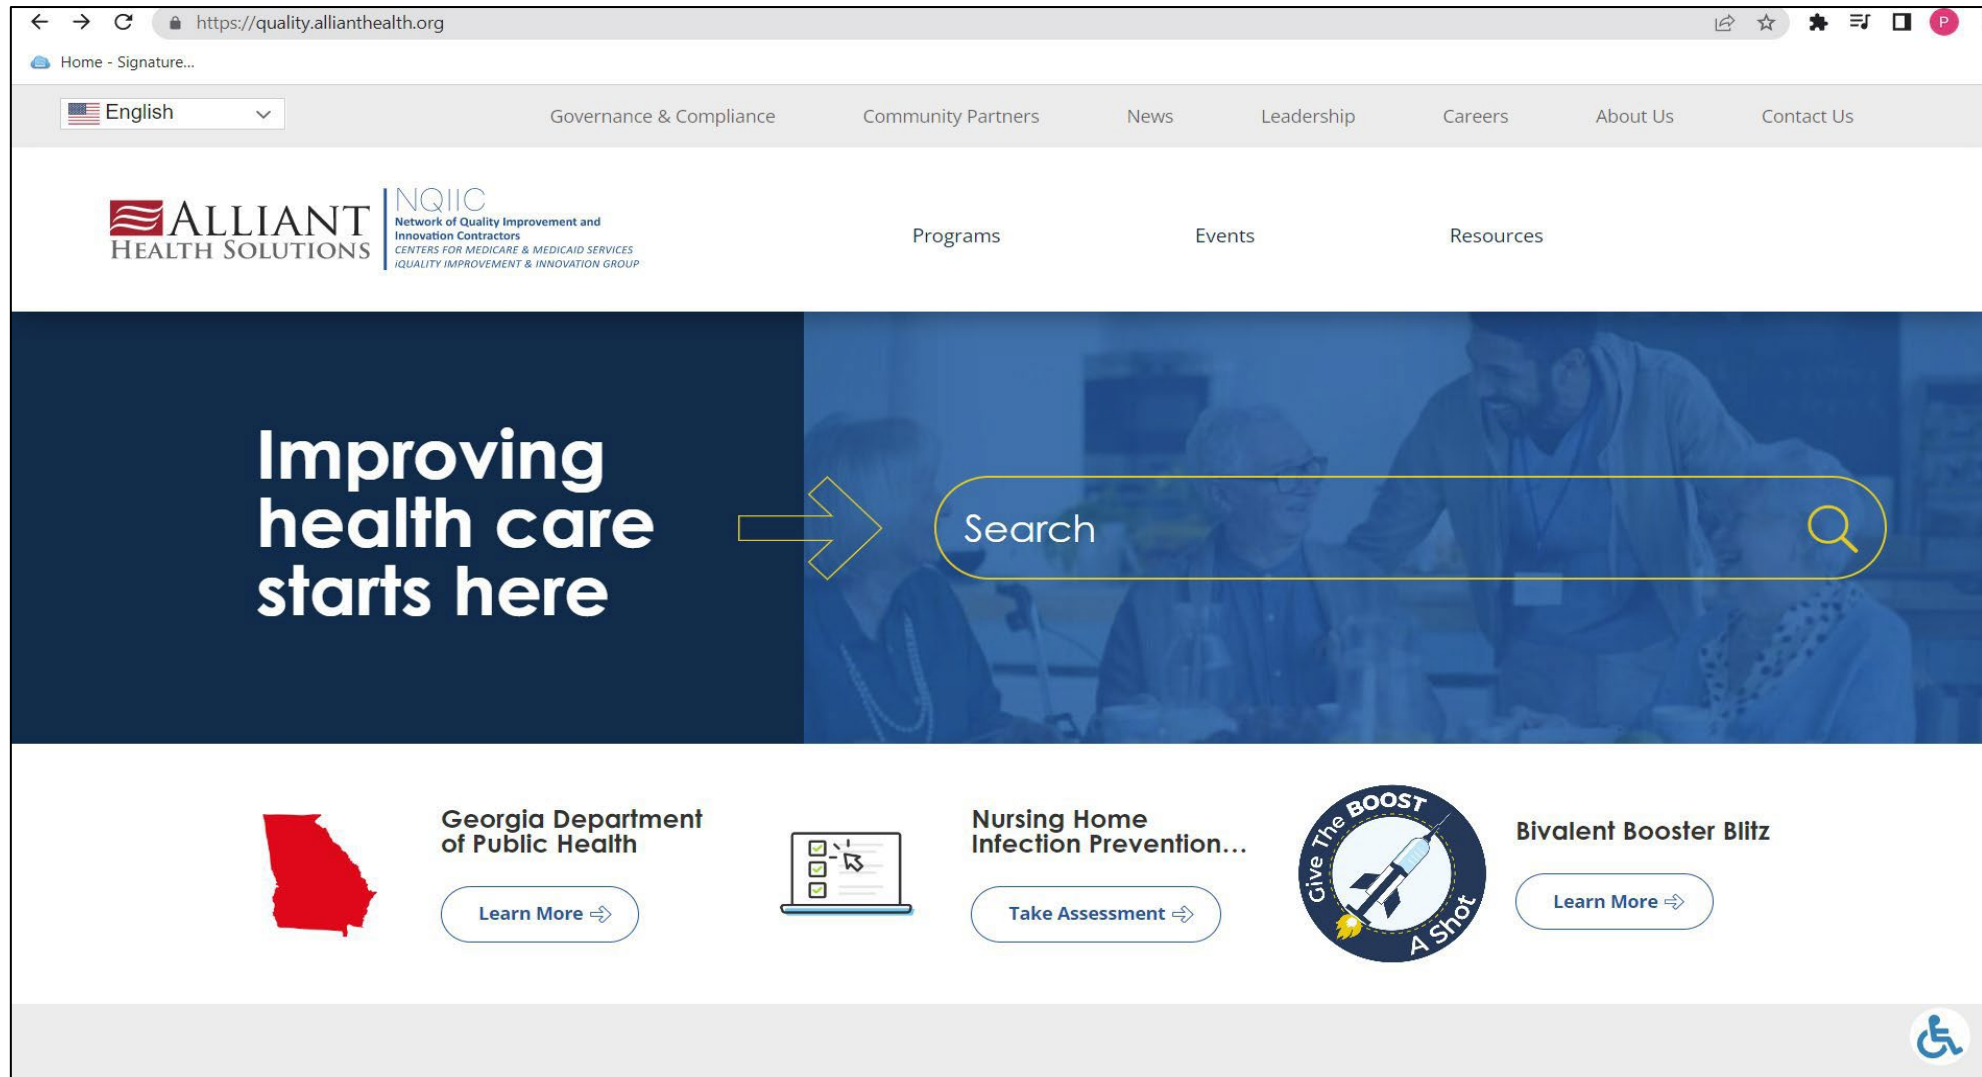 https://quality.allianthealth.org
P
Home - Signature...
English
Governance & Compliance
Community Partners
News
Leadership
Careers
About Us
Contact Us
ALLIANT
HEALTH SOLUTIONS
NQIIC
Network of Quality Improvement and
Innovation Contractors
CENTERS FOR MEDICARE & MEDICAID SERVICES
iQUALITY IMPROVEMENT & INNOVATION GROUP
Programs
Events
Resources
Improving
health care
starts here
Search
Georgia Department
of Public Health
Learn More
Nursing Home
Infection Prevention...
Take Assessment
Give The BOOST
A Shot
Bivalent Booster Blitz
Learn More